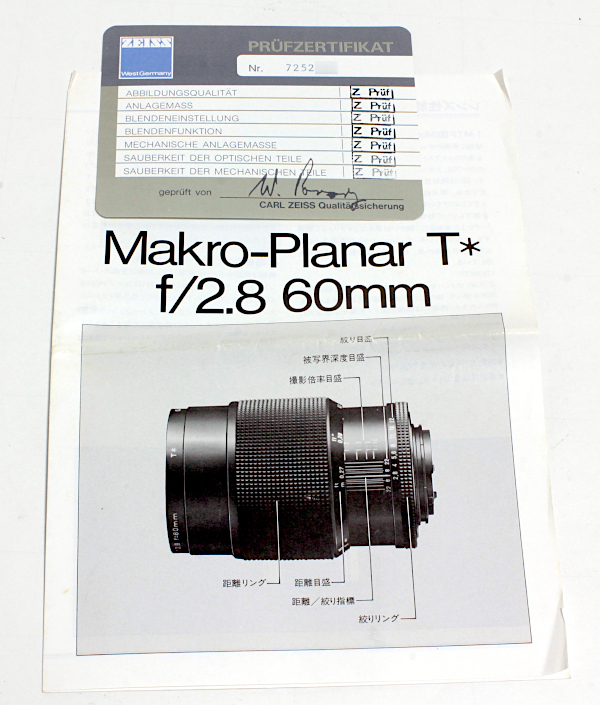 ZEISS
West Germany
PRÜFZERTIFIKAT
Nr. 7252
ABBILDUNGSQUALITÄT Z Prüf
ANLAGEMASS Z Prüf
BLENDENEINSTELLUNG Z Prüf
BLENDENFUNKTION Z Prüf
MECHANISCHE ANLAGEMASSE Z Prüf
SAUBERKEIT DER OPTISCHEN TEILE Z Prüf
SAUBERKEIT DER MECHANISCHEN TEILE Z Prüf
geprüft von
CARL ZEISS Qualitätssicherung
Makro-Planar T*
f/2.8 60mm
絞り目盛
被写界深度目盛
撮影倍率目盛
T*
2.8 f=60mm
距離リング
距離目盛
距離／絞り指標
絞りリング